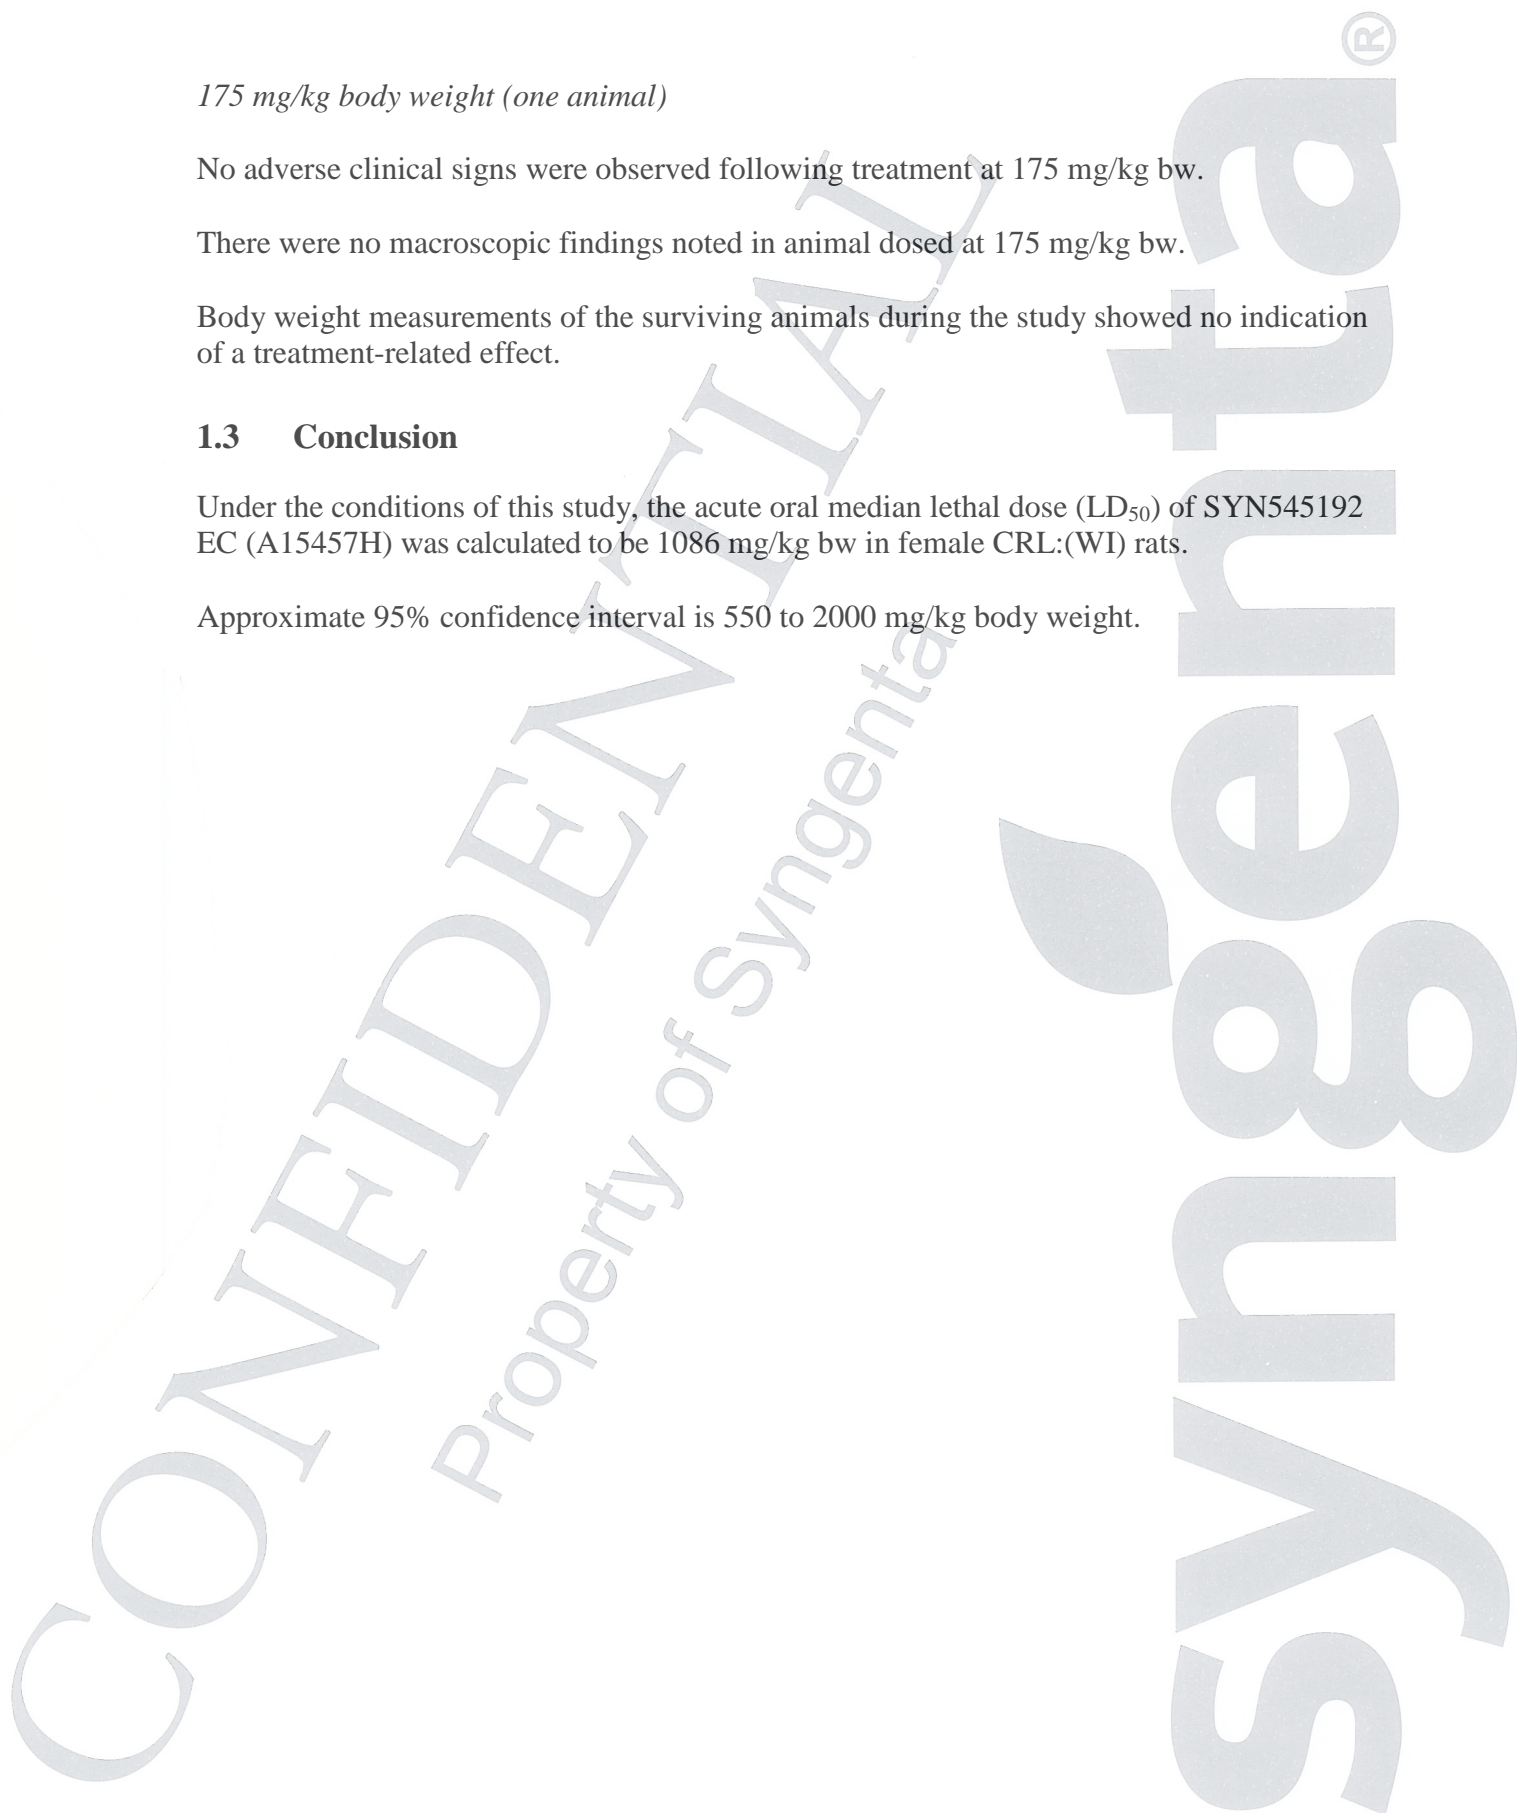 175 mg/kg body weight (one animal)
No adverse clinical signs were observed following treatment at 175 mg/kg bw.
There were no macroscopic findings noted in animal dosed at 175 mg/kg bw.
Body weight measurements of the surviving animals during the study showed no indication
of a treatment-related effect.
1.3 Conclusion
Under the conditions of this study, the acute oral median lethal dose (LD50) of SYN545192
EC (A15457H) was calculated to be 1086 mg/kg bw in female CRL:(WI) rats.
Approximate 95% confidence interval is 550 to 2000 mg/kg body weight.
CONFIDENTIAL
Property of Syngenta
syngenta®